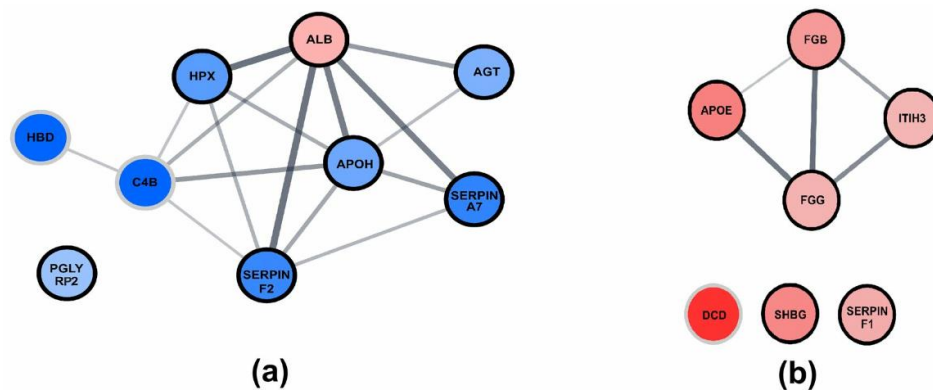 ALB
HPX
AGT
HBD
C4B
APOH
SERPIN
A7
PGLY
RP2
SERPIN
F2
(a)
FGB
APOE
ITIH3
FGG
DCD
SHBG
SERPIN
F1
(b)